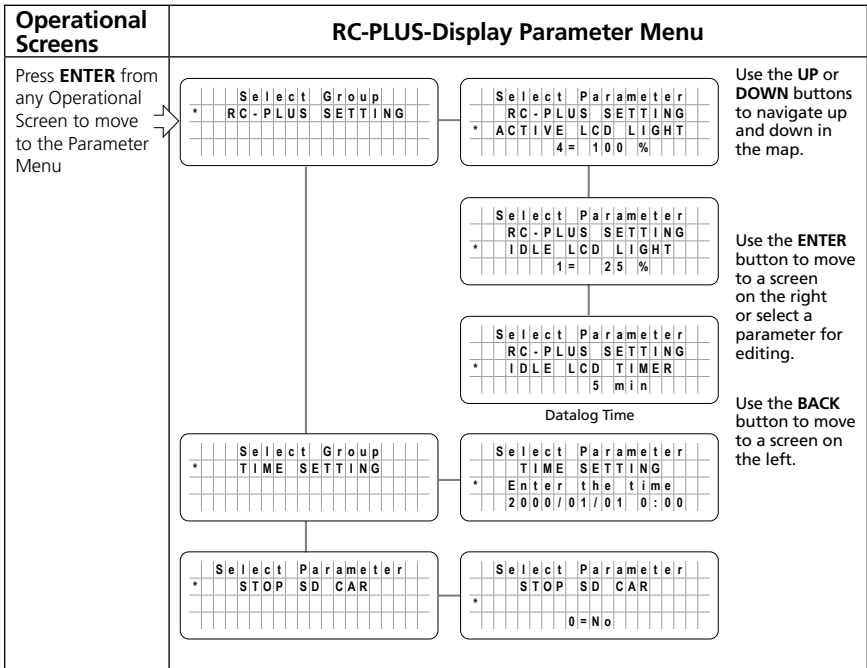 Operational
Screens
RC-PLUS-Display Parameter Menu
Press ENTER from
any Operational
Screen to move
to the Parameter
Menu
Select Group
* RC-PLUS SETTING
Select Parameter
RC-PLUS SETTING
* ACTIVE LCD LIGHT
4= 100 %
Use the UP or
DOWN buttons
to navigate up
and down in
the map.
Select Parameter
RC-PLUS SETTING
* IDLE LCD LIGHT
1= 25 %
Use the ENTER
button to move
to a screen
on the right
or select a
parameter for
editing.
Select Parameter
RC-PLUS SETTING
* IDLE LCD TIMER
5 min
Datalog Time
Use the BACK
button to move
to a screen on
the left.
Select Group
* TIME SETTING
Select Parameter
TIME SETTING
* Enter the time
2000/01/01 0:00
Select Parameter
* STOP SD CAR
Select Parameter
STOP SD CAR
*
0=No